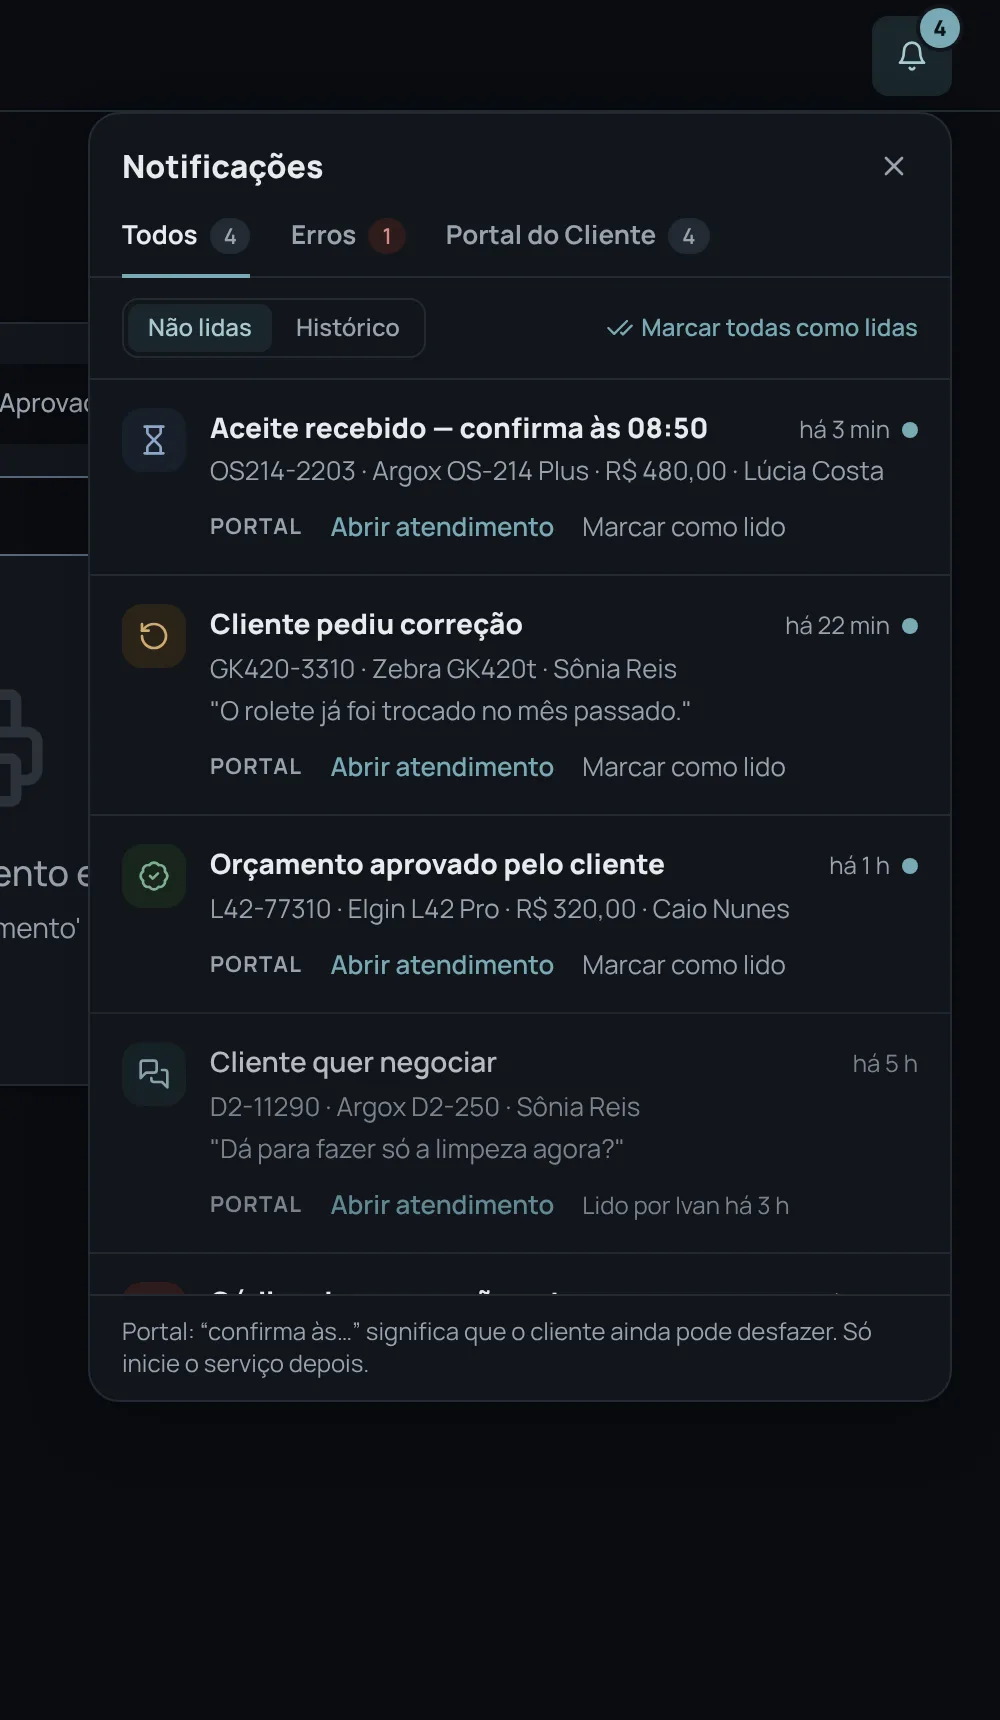 4
Notificações
Todos 4 Erros 1 Portal do Cliente 4
Não lidas Histórico Marcar todas como lidas
Aceite recebido — confirma às 08:50 há 3 min
OS214-2203 · Argox OS-214 Plus · R$ 480,00 · Lúcia Costa
PORTAL Abrir atendimento Marcar como lido
Cliente pediu correção há 22 min
GK420-3310 · Zebra GK420t · Sônia Reis
"O rolete já foi trocado no mês passado."
PORTAL Abrir atendimento Marcar como lido
Orçamento aprovado pelo cliente há 1 h
L42-77310 · Elgin L42 Pro · R$ 320,00 · Caio Nunes
PORTAL Abrir atendimento Marcar como lido
Cliente quer negociar há 5 h
D2-11290 · Argox D2-250 · Sônia Reis
"Dá para fazer só a limpeza agora?"
PORTAL Abrir atendimento Lido por Ivan há 3 h
Portal: “confirma às…” significa que o cliente ainda pode desfazer. Só
inicie o serviço depois.
Aprovad
ento e
mento'